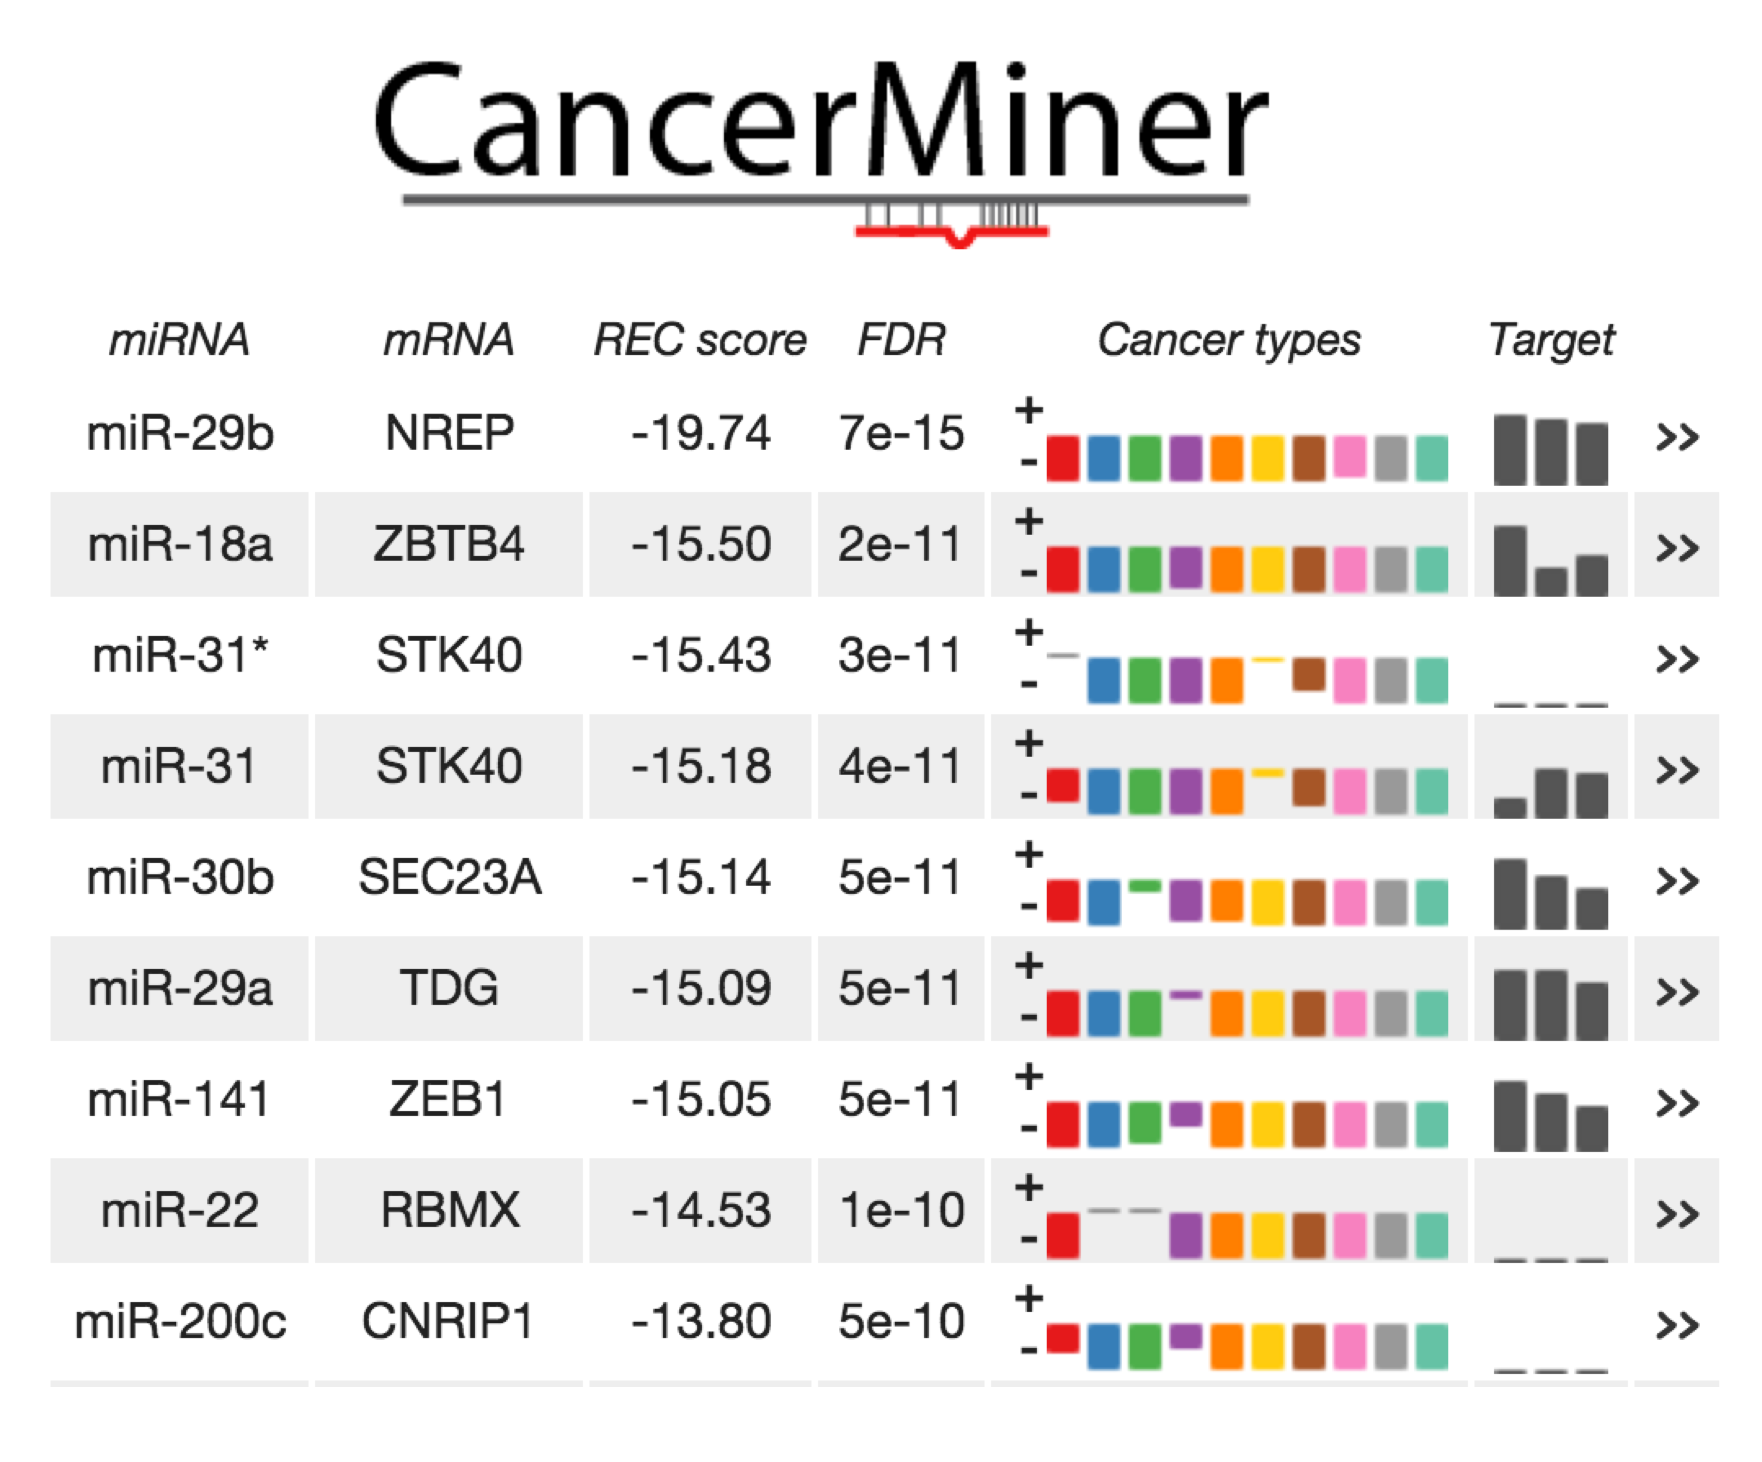 CancerMiner
miRNA mRNA REC score FDR Cancer types Target
miR-29b NREP -19.74 7e-15 + - >>
miR-18a ZBTB4 -15.50 2e-11 + - >>
miR-31* STK40 -15.43 3e-11 + - >>
miR-31 STK40 -15.18 4e-11 + - >>
miR-30b SEC23A -15.14 5e-11 + - >>
miR-29a TDG -15.09 5e-11 + - >>
miR-141 ZEB1 -15.05 5e-11 + - >>
miR-22 RBMX -14.53 1e-10 + - >>
miR-200c CNRIP1 -13.80 5e-10 + - >>